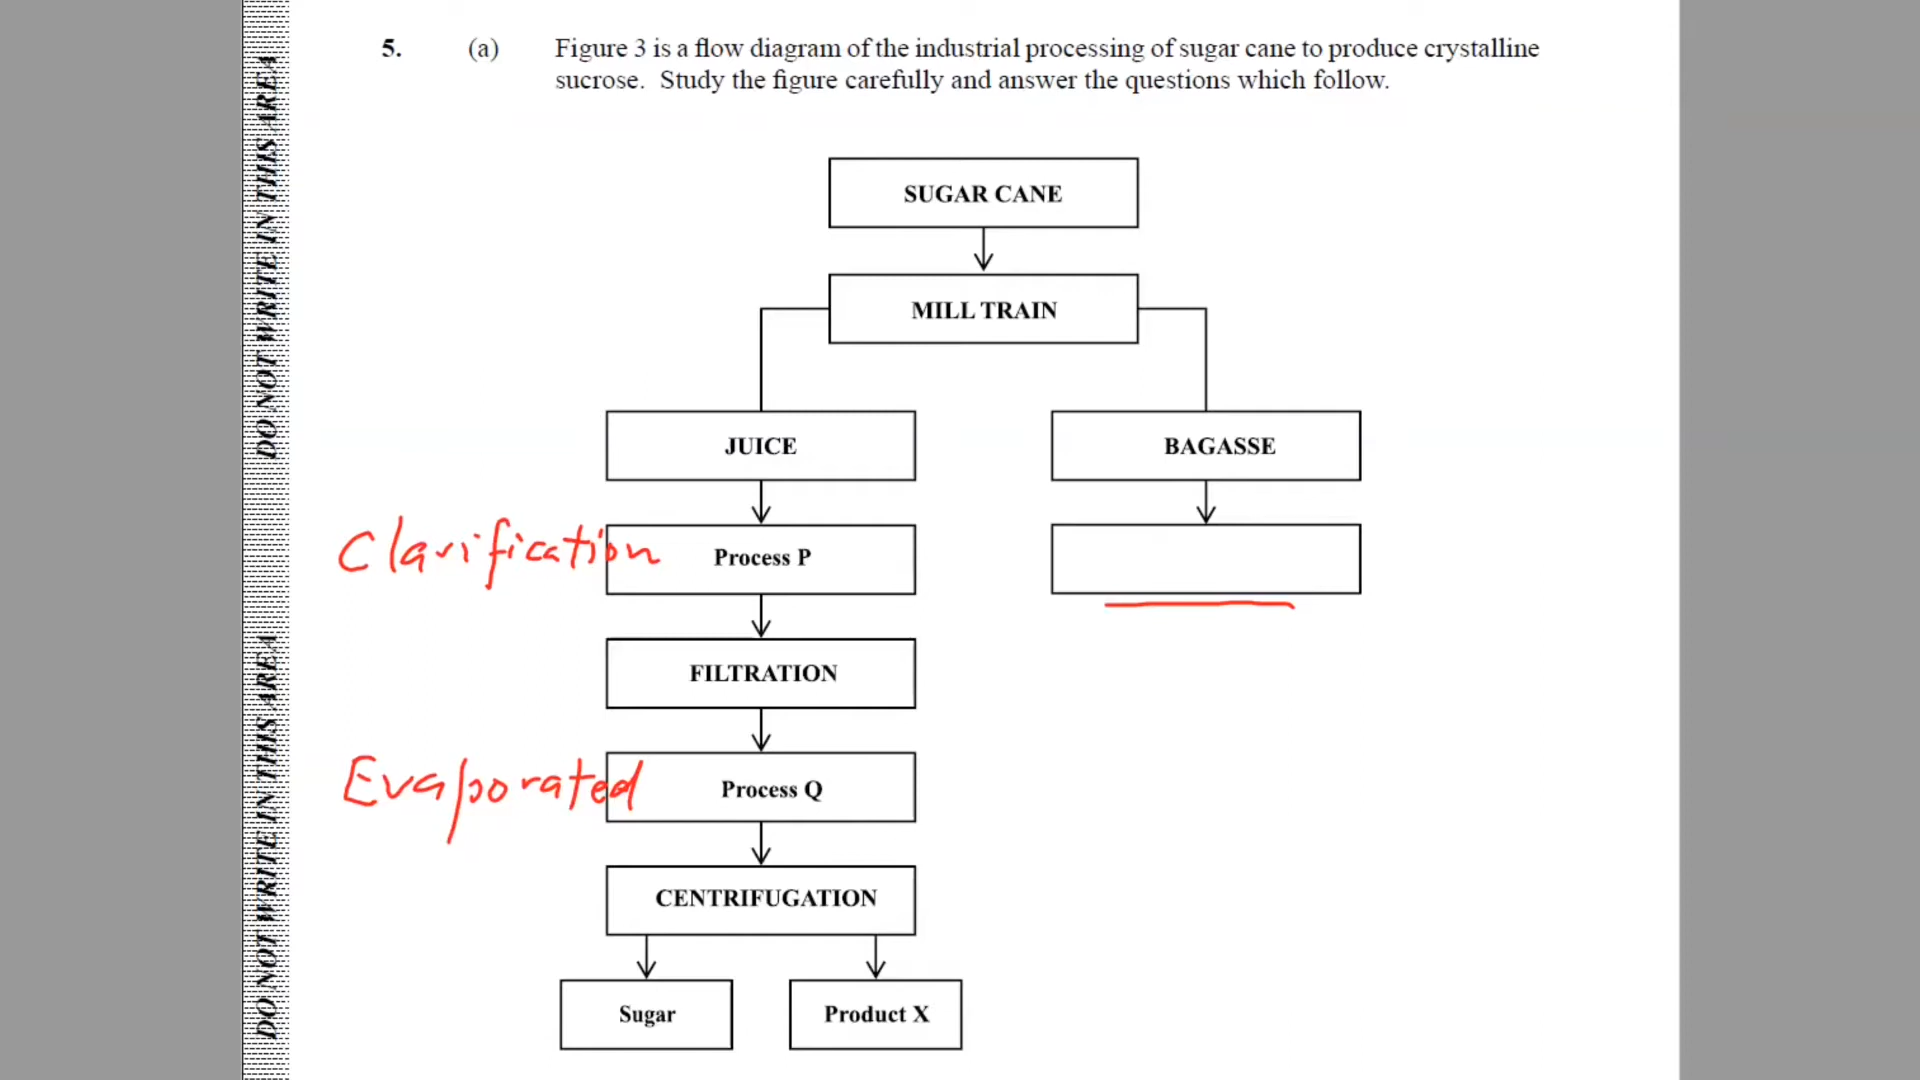 5. (a) Figure 3 is a flow diagram of the industrial processing of sugar cane to produce crystalline
sucrose. Study the figure carefully and answer the questions which follow.
SUGAR CANE
MILL TRAIN
JUICE
BAGASSE
Clarification
Process P
FILTRATION
Evaporated
Process Q
CENTRIFUGATION
Sugar
Product X
DO NOT WRITE IN THIS AREA
DO NOT WRITE IN THIS AREA